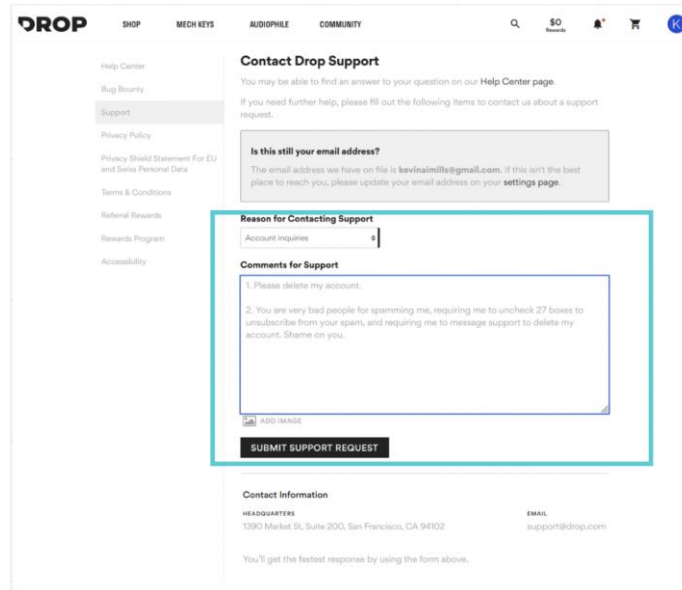 DROP
SHOP
MECH KEYS
AUDIOPHILE
COMMUNITY
$0
Rewards
K
Help Center
Bug Bounty
Support
Privacy Policy
Privacy Shield Statement For EU
and Swiss Personal Data
Terms & Conditions
Referral Rewards
Rewards Program
Accessibility
Contact Drop Support
You may be able to find an answer to your question on our Help Center page.
If you need further help, please fill out the following items to contact us about a support
request.
Is this still your email address?
The email address we have on file is kevinaimills@gmail.com. If this isn't the best
place to reach you, please update your email address on your settings page.
Reason for Contacting Support
Account inquiries
Comments for Support
1. Please delete my account.
2. You are very bad people for spamming me, requiring me to uncheck 27 boxes to
unsubscribe from your spam, and requiring me to message support to delete my
account. Shame on you.
ADD IMAGE
SUBMIT SUPPORT REQUEST
Contact Information
HEADQUARTERS
1390 Market St, Suite 200, San Francisco, CA 94102
EMAIL
support@drop.com
You'll get the fastest response by using the form above.